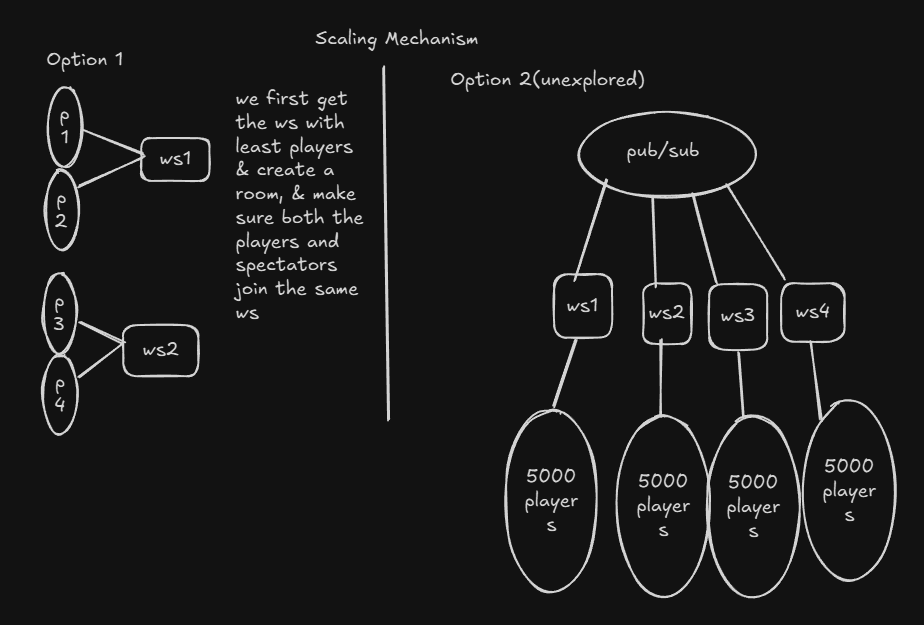 Scaling Mechanism
Option 1
p
1
p
2
ws1
p
3
p
4
ws2
we first get
the ws with
least players
& create a
room, & make
sure both the
players and
spectators
join the same
ws
Option 2(unexplored)
pub/sub
ws1
ws2
ws3
ws4
5000
player
s
5000
player
s
5000
player
s
5000
player
s